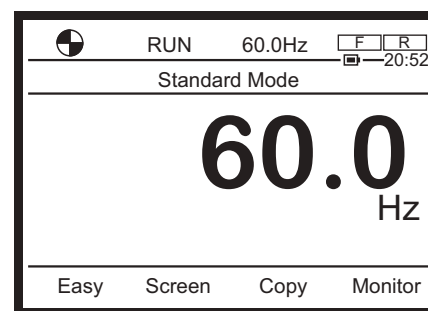 RUN 60.0Hz F R
20:52
Standard Mode
60.0
Hz
Easy Screen Copy Monitor